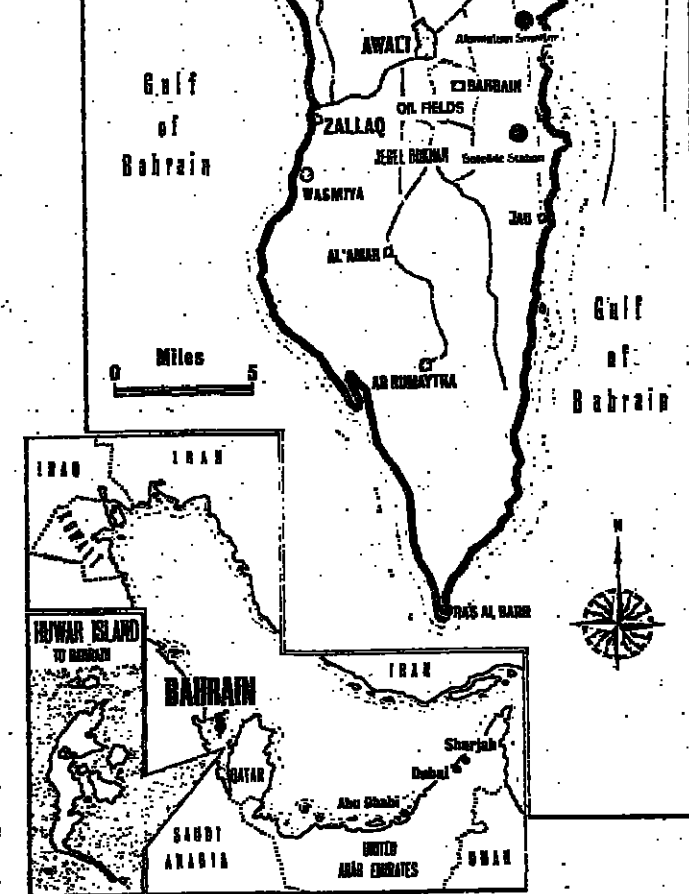 AWALI
Gulf
of
Bahrain
BAHRAIN
OIL FIELDS
ZALLAQ
JEBEL DUKHAN
Satellite Station
WASMIYA
JAU
AL'AMAR
Gulf
of
Bahrain
Miles
0 5
AR RUMAYTHA
IRAQ
IRAN
KUWAIT
N
RAS AL BARR
HUWAR ISLAND
TO BAHRAIN
IRAN
BAHRAIN
Sharjah
QATAR
Dubai
Abu Dhabi
SAUDI
ARABIA
UNITED
ARAB EMIRATES
OMAN